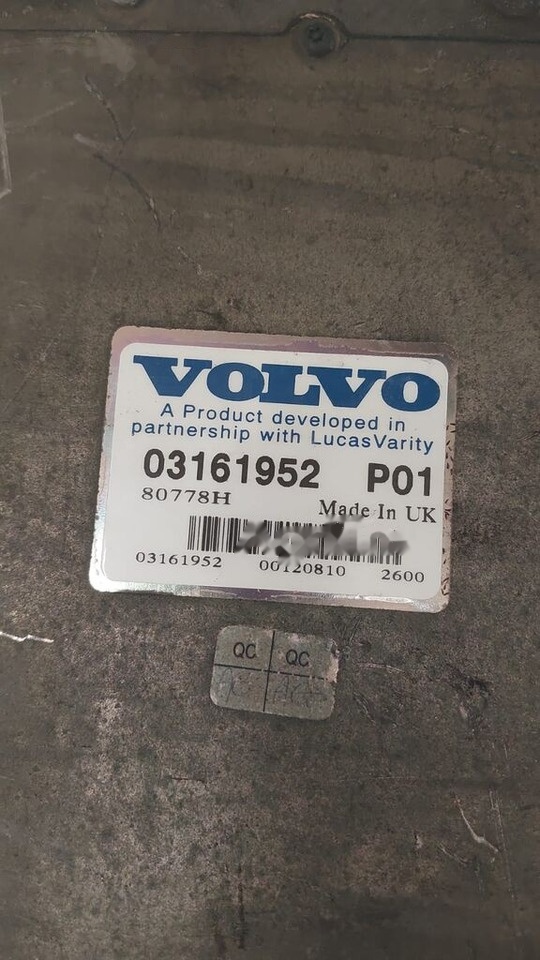 VOLVO
A Product developed in
partnership with LucasVarity
03161952 P01
80778H
Made In UK
03161952 00120810 2600
QC QC